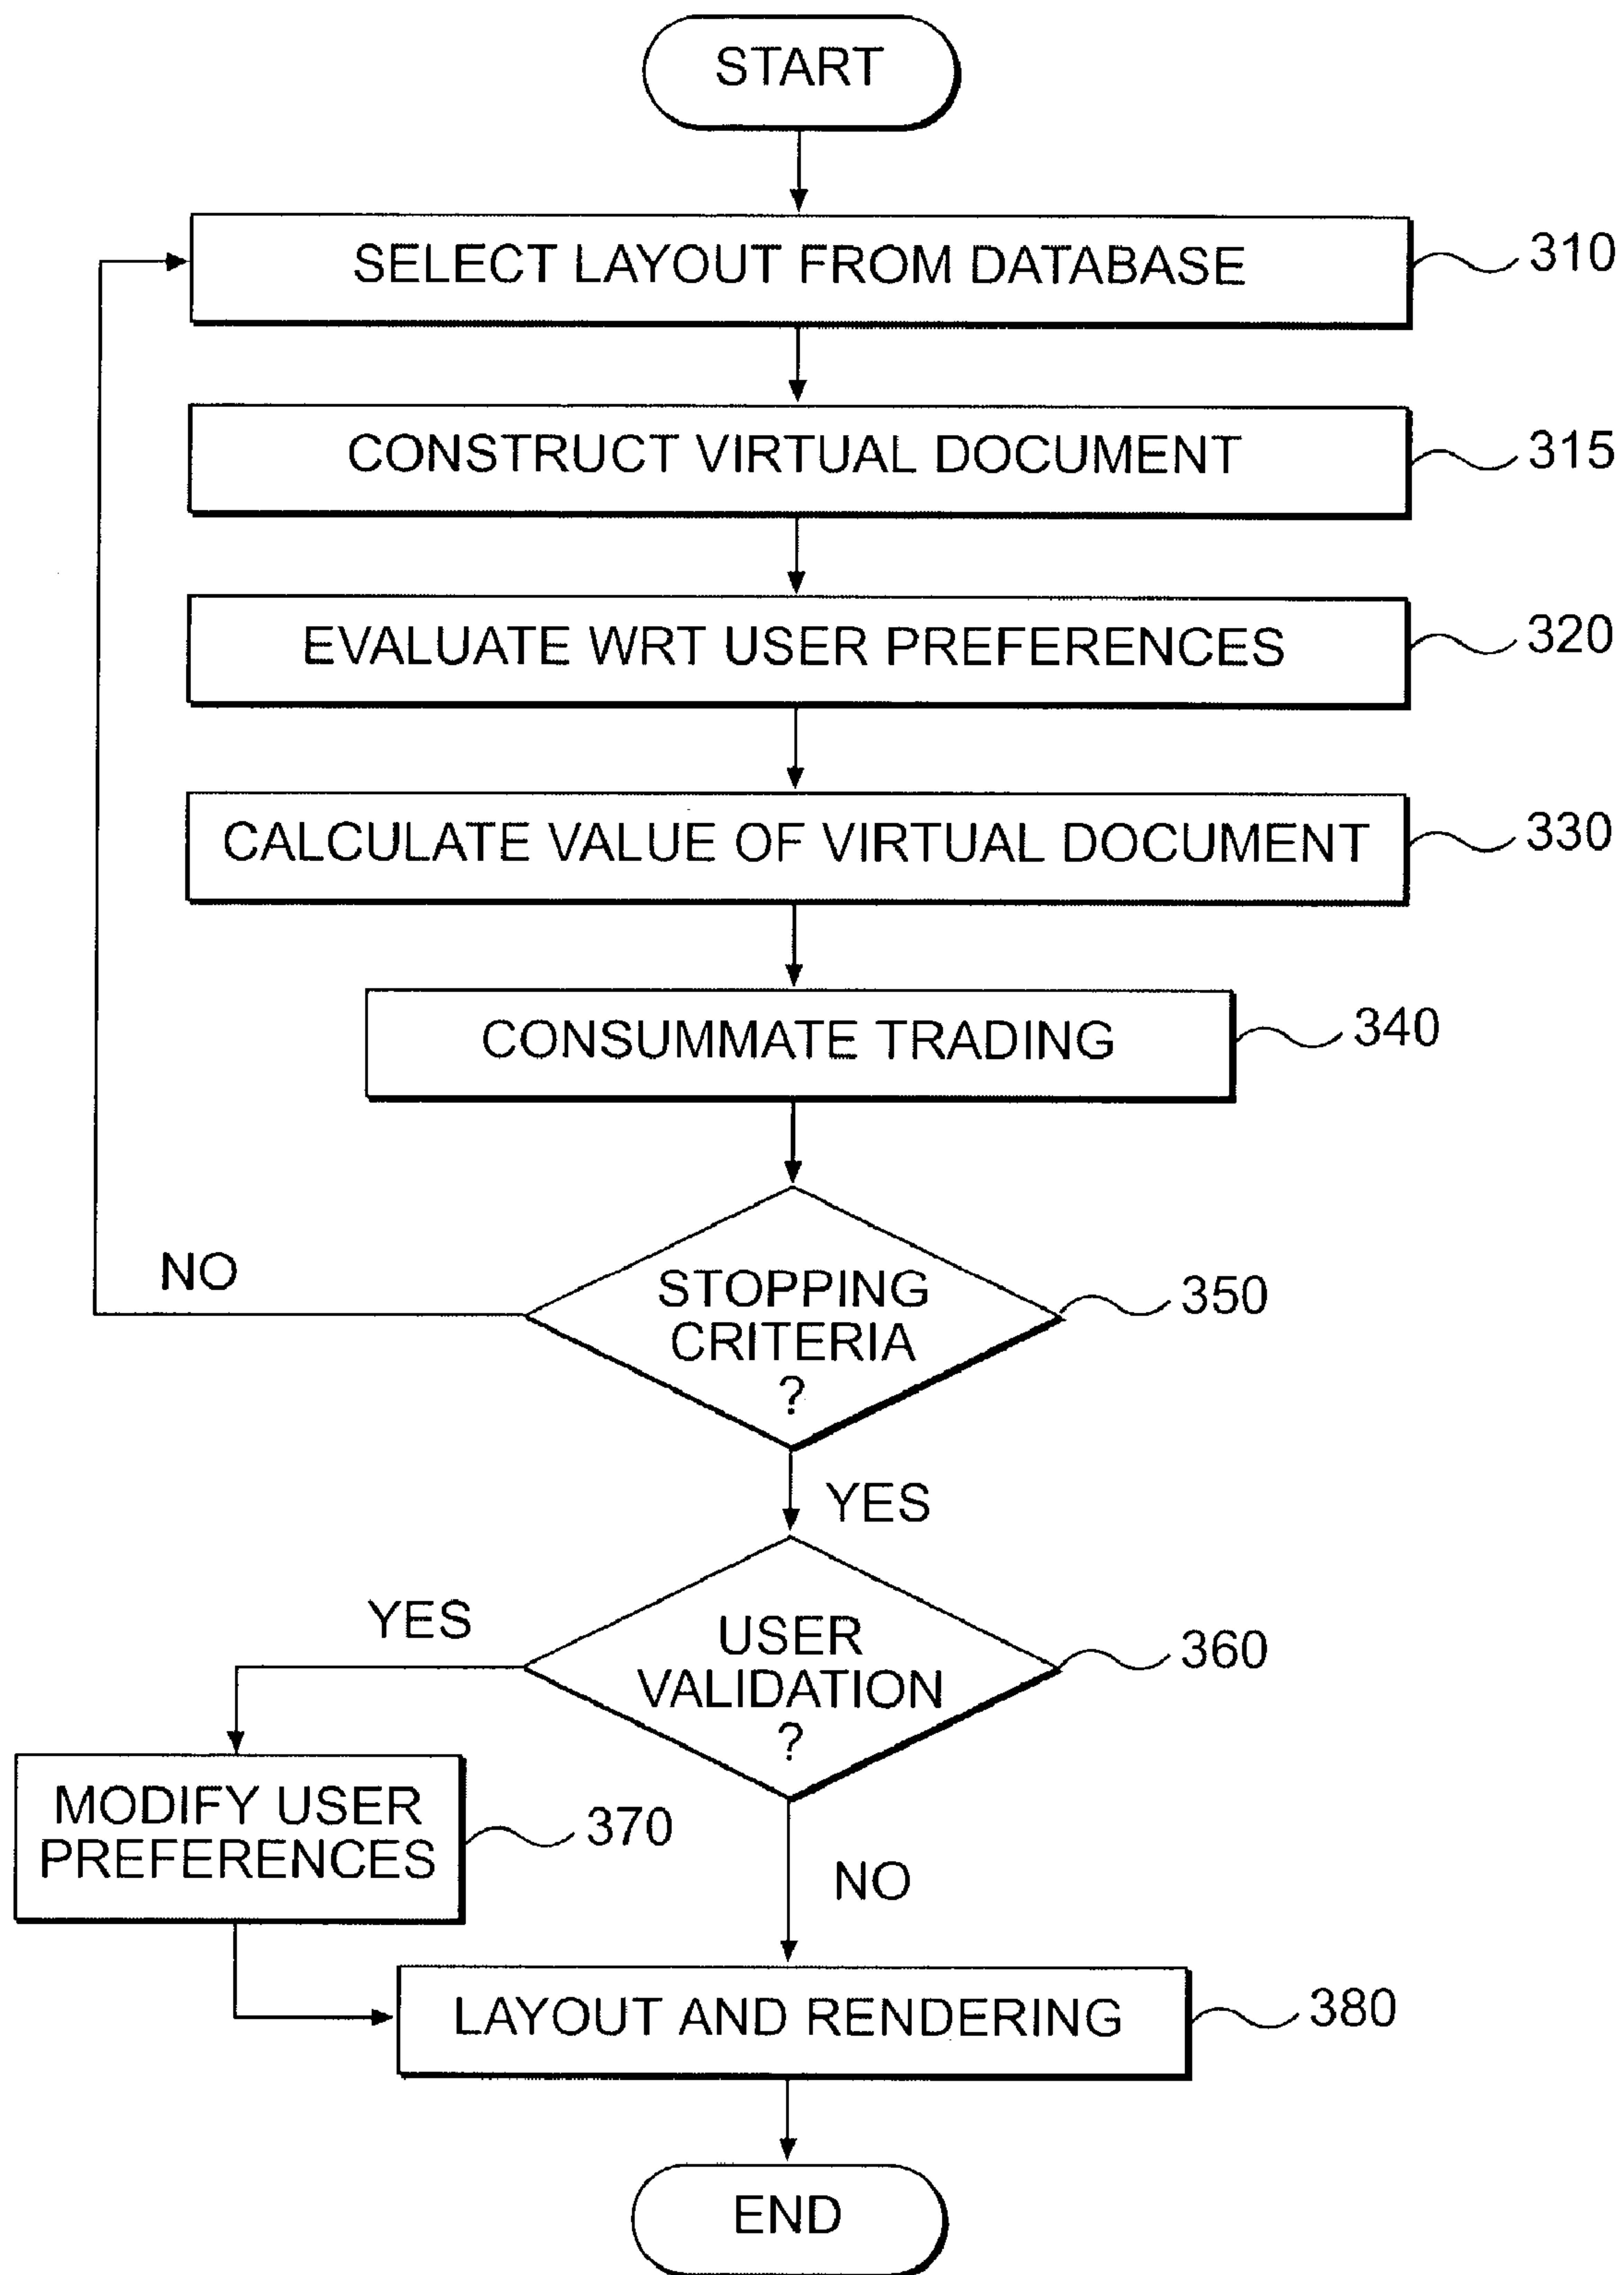 START
SELECT LAYOUT FROM DATABASE
310
CONSTRUCT VIRTUAL DOCUMENT
315
EVALUATE WRT USER PREFERENCES
320
CALCULATE VALUE OF VIRTUAL DOCUMENT
330
CONSUMMATE TRADING
340
NO
STOPPING
CRITERIA
?
350
YES
YES
USER
VALIDATION
?
360
MODIFY USER
PREFERENCES
370
NO
LAYOUT AND RENDERING
380
END